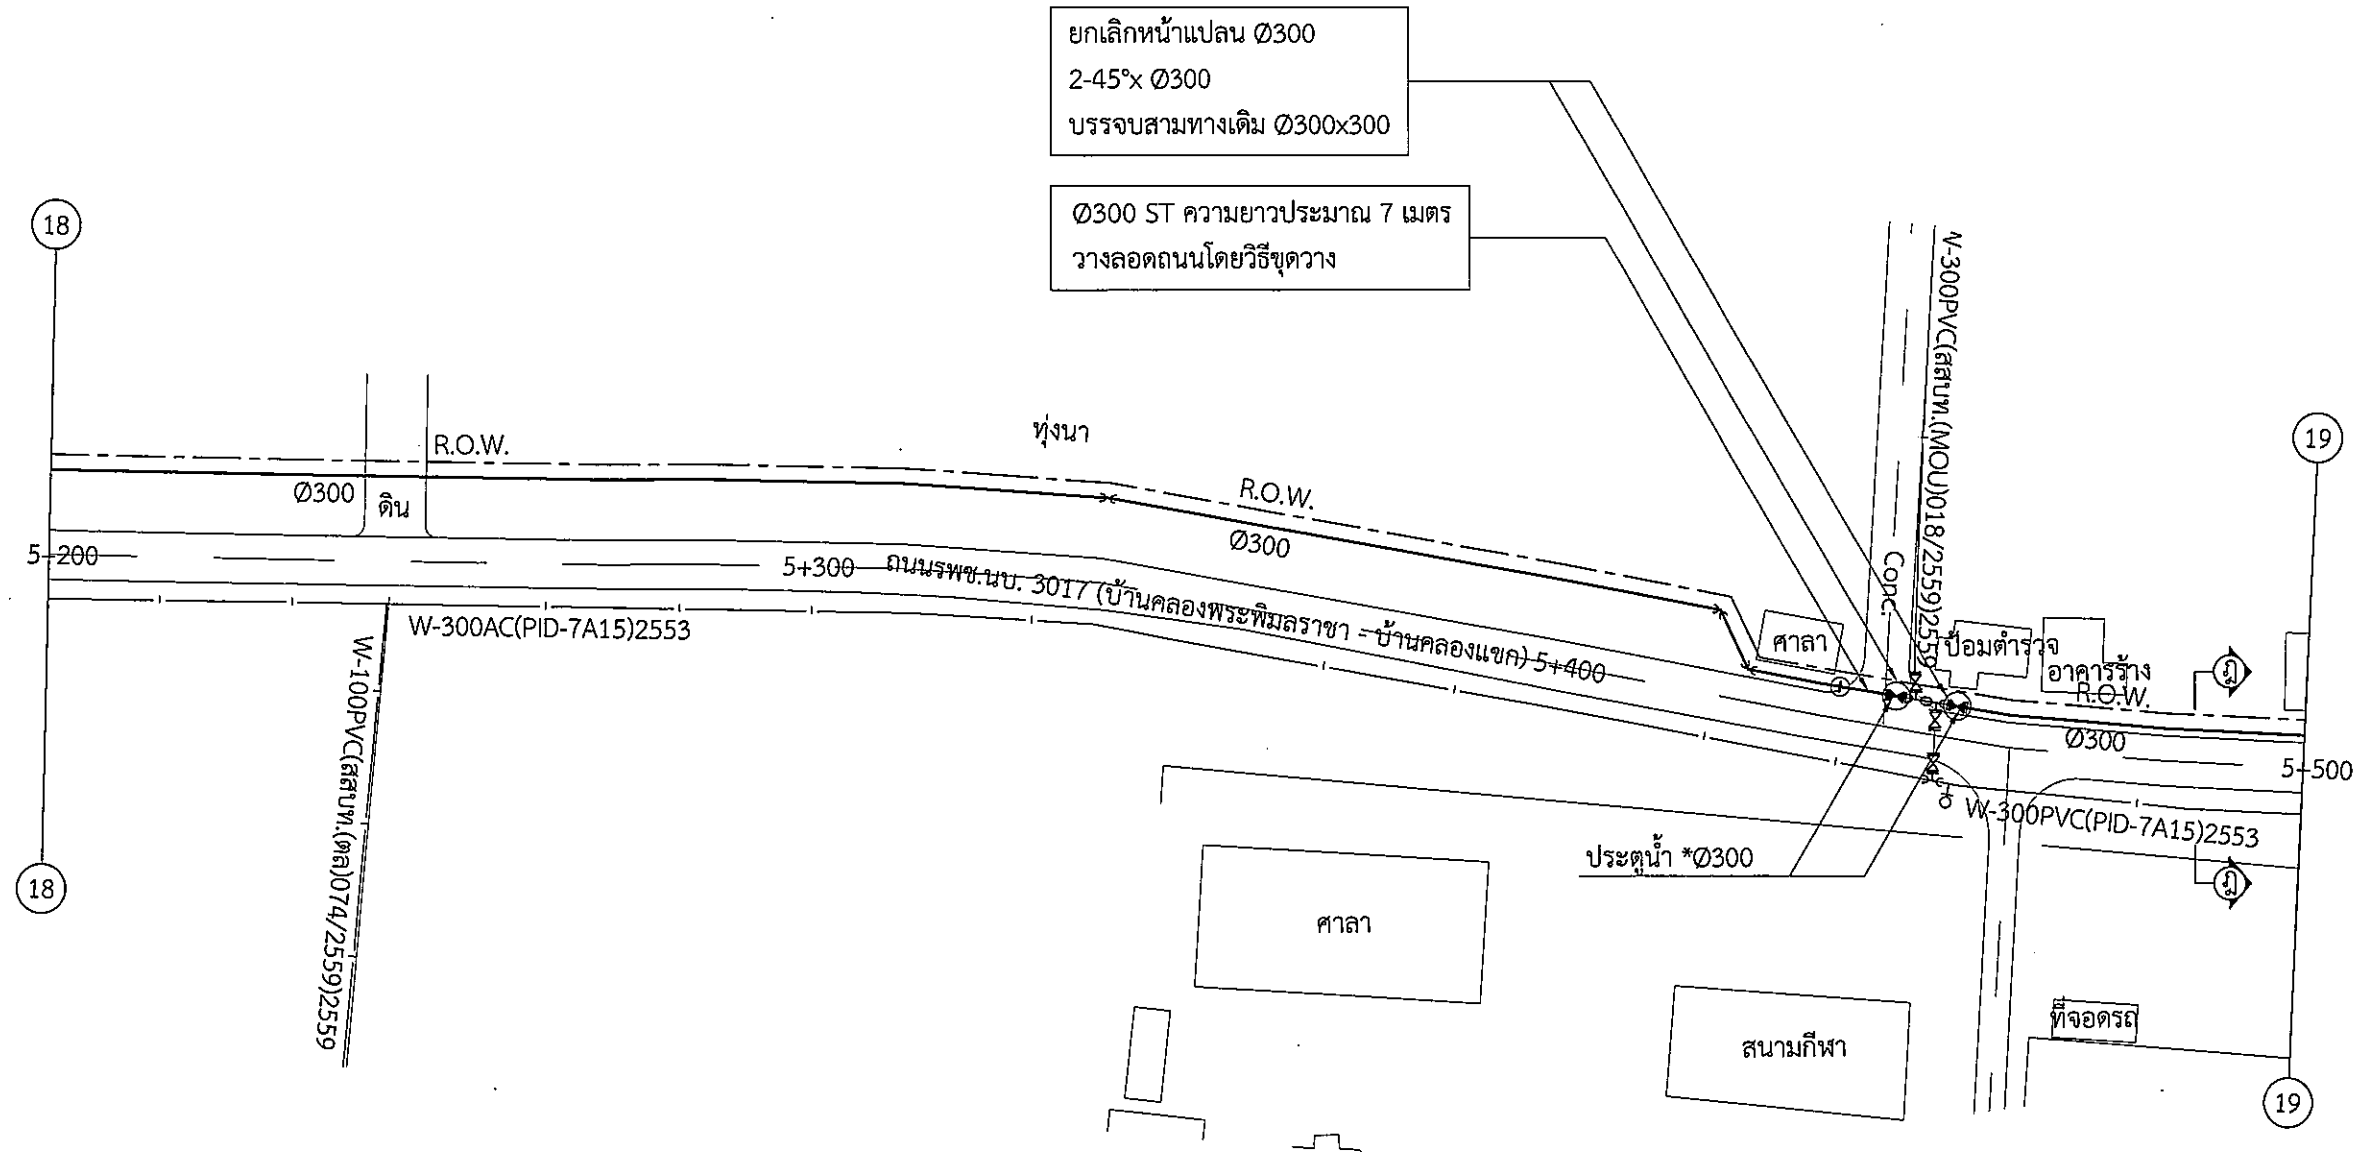 ยกเลิกหน้าแปลน Ø300
2-45°x Ø300
บรรจบสามทางเดิม Ø300x300
Ø300 ST ความยาวประมาณ 7 เมตร
วางลอดถนนโดยวิธีขุดวาง
18
19
W-300PVC(สสบท.(MOU)018/2559)2559
ทุ่งนา
R.O.W.
R.O.W.
Ø300
ดิน
Ø300
Conc.
5+200
5+300
ถนนรพช.นบ. 3017 (บ้านคลองพระพิมลราชา - บ้านคลองแขก)
5+400
ศาลา
ป้อมตำรวจ
อาคารร้าง
R.O.W.
ฎ
W-300AC(PID-7A15)2553
W-100PVC(สสบท.(ตล)074/2559)2559
Ø300
5+500
W-300PVC(PID-7A15)2553
ประตูน้ำ *Ø300
ฎ
18
ศาลา
สนามกีฬา
ที่จอดรถ
19